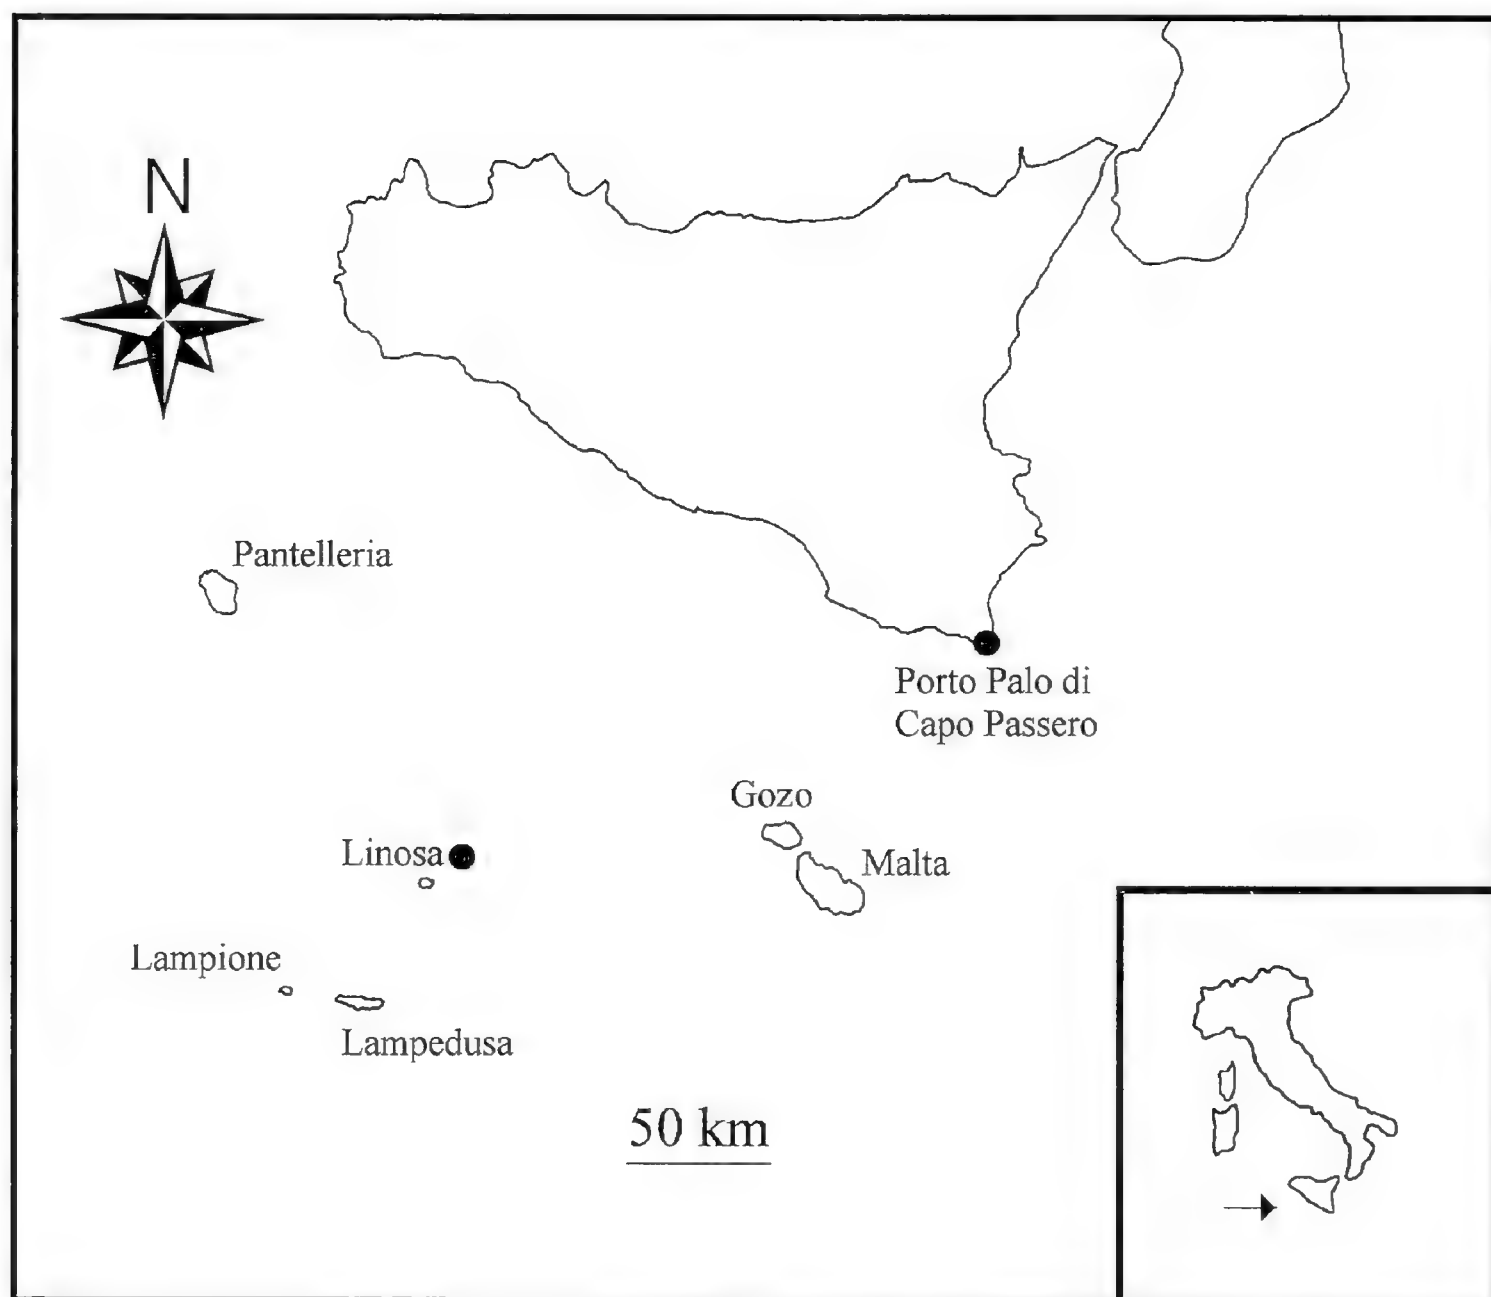 N
Pantelleria
Porto Palo di
Capo Passero
Gozo
Linosa
Malta
Lampione
Lampedusa
50 km